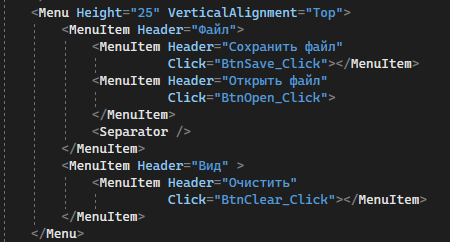 <Menu Height="25" VerticalAlignment="Top">
<MenuItem Header="Файл">
<MenuItem Header="Сохранить файл"
Click="BtnSave_Click"></MenuItem>
<MenuItem Header="Открыть файл"
Click="BtnOpen_Click">
</MenuItem>
<Separator />
</MenuItem>
<MenuItem Header="Вид" >
<MenuItem Header="Очистить"
Click="BtnClear_Click"></MenuItem>
</MenuItem>
</Menu>